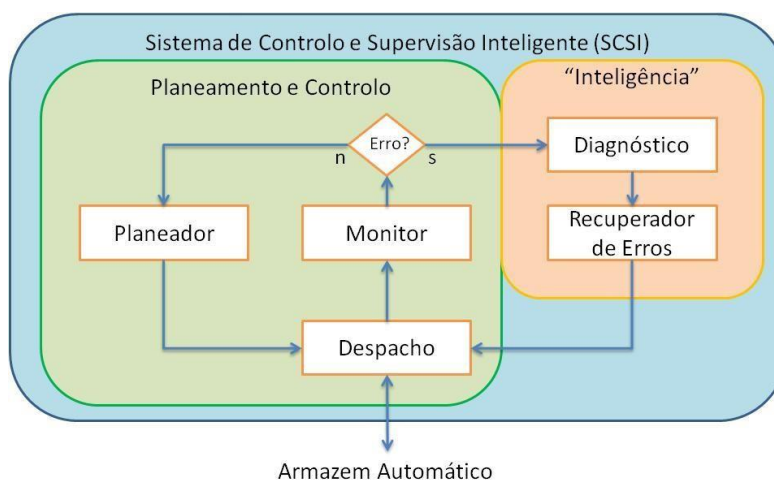 Sistema de Controlo e Supervisão Inteligente (SCSI)
Planeamento e Controlo
“Inteligência”
Erro?
n
s
Diagnóstico
Planeador
Monitor
Recuperador
de Erros
Despacho
Armazem Automático